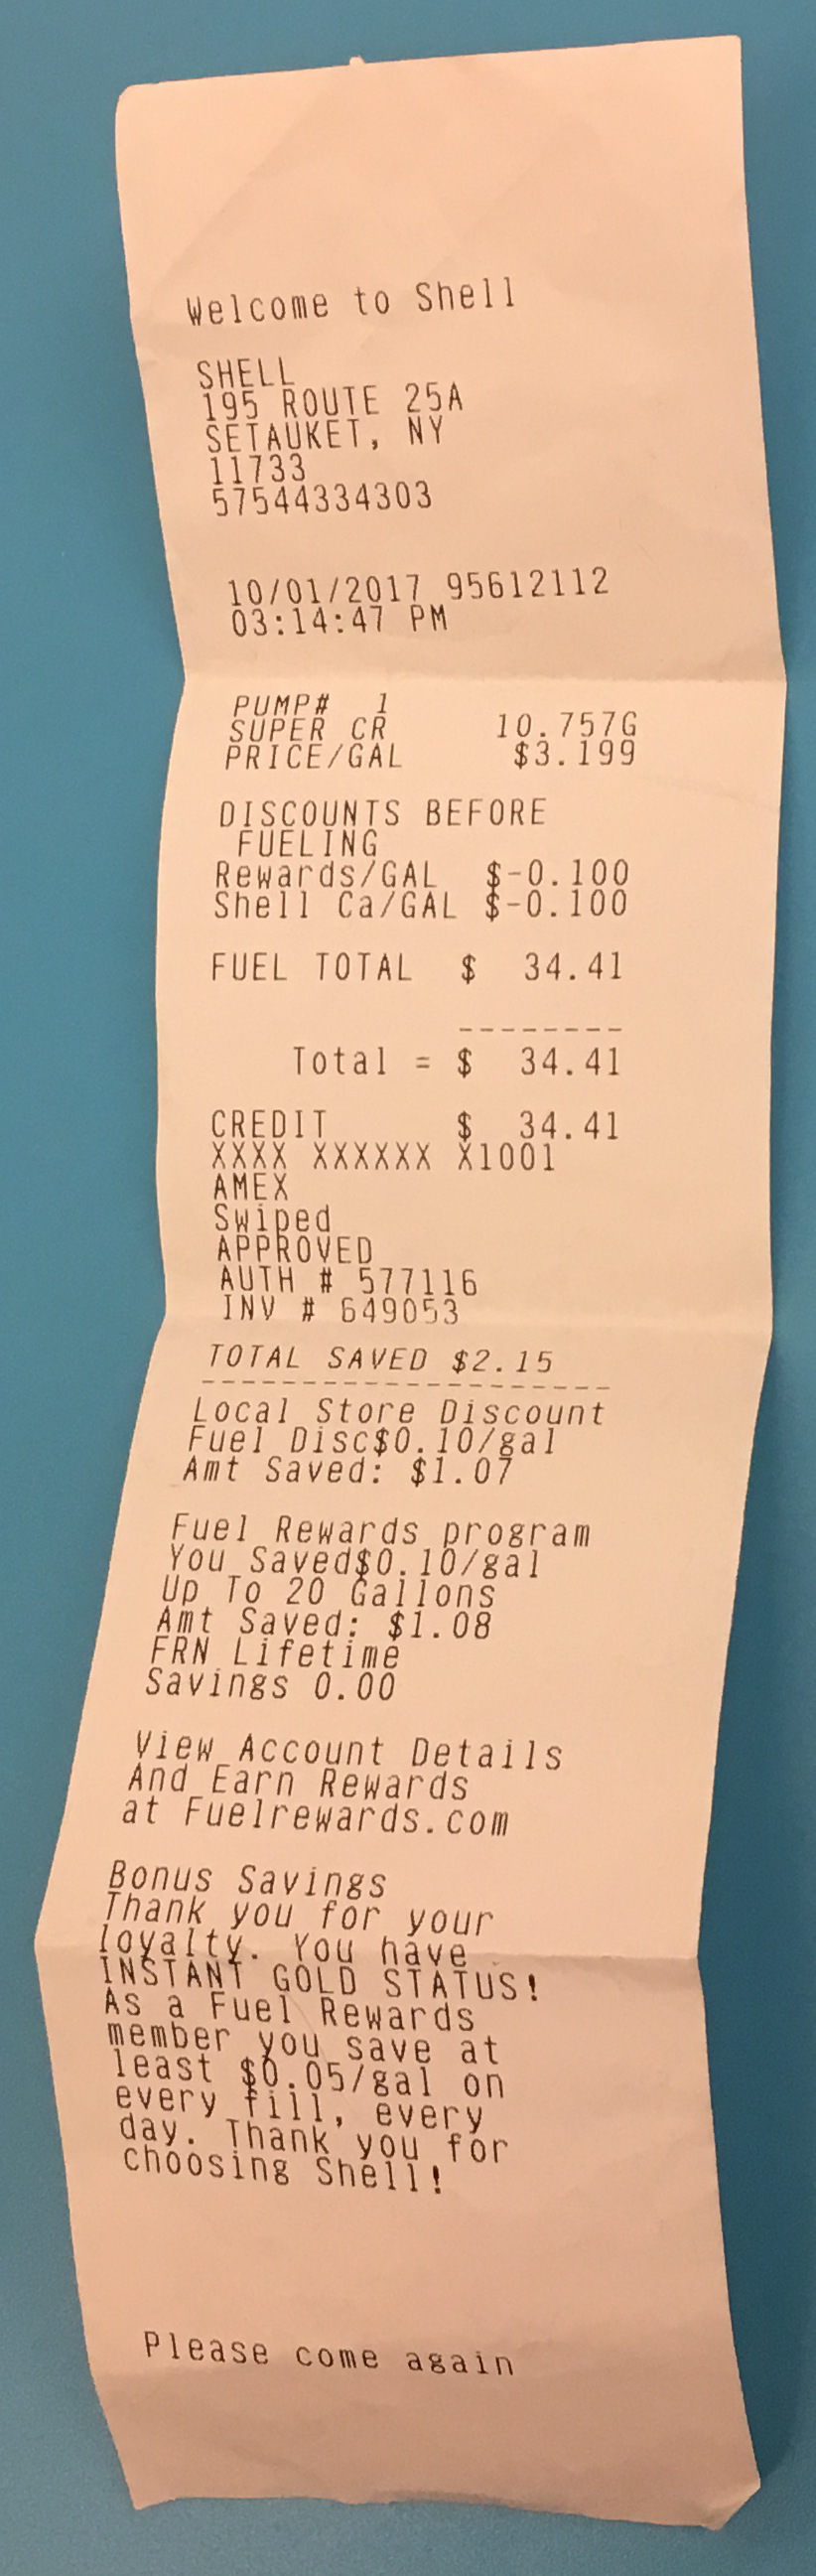 Welcome to Shell
SHELL
195 ROUTE 25A
SETAUKET, NY
11733
57544334303
10/01/2017 95612112
03:14:47 PM
PUMP# 1
SUPER CR 10.757G
PRICE/GAL $3.199
DISCOUNTS BEFORE
FUELING
Rewards/GAL $-0.100
Shell Ca/GAL $-0.100
FUEL TOTAL $ 34.41
--------
Total = $ 34.41
CREDIT $ 34.41
XXXX XXXXXX X1001
AMEX
Swiped
APPROVED
AUTH # 577116
INV # 649053
TOTAL SAVED $2.15
--------------------
Local Store Discount
Fuel Disc$0.10/gal
Amt Saved: $1.07
Fuel Rewards program
You Saved$0.10/gal
Up To 20 Gallons
Amt Saved: $1.08
FRN Lifetime
Savings 0.00
View Account Details
And Earn Rewards
at Fuelrewards.com
Bonus Savings
Thank you for your
loyalty. You have
INSTANT GOLD STATUS!
As a Fuel Rewards
member you save at
least $0.05/gal on
every fill, every
day. Thank you for
choosing Shell!
Please come again